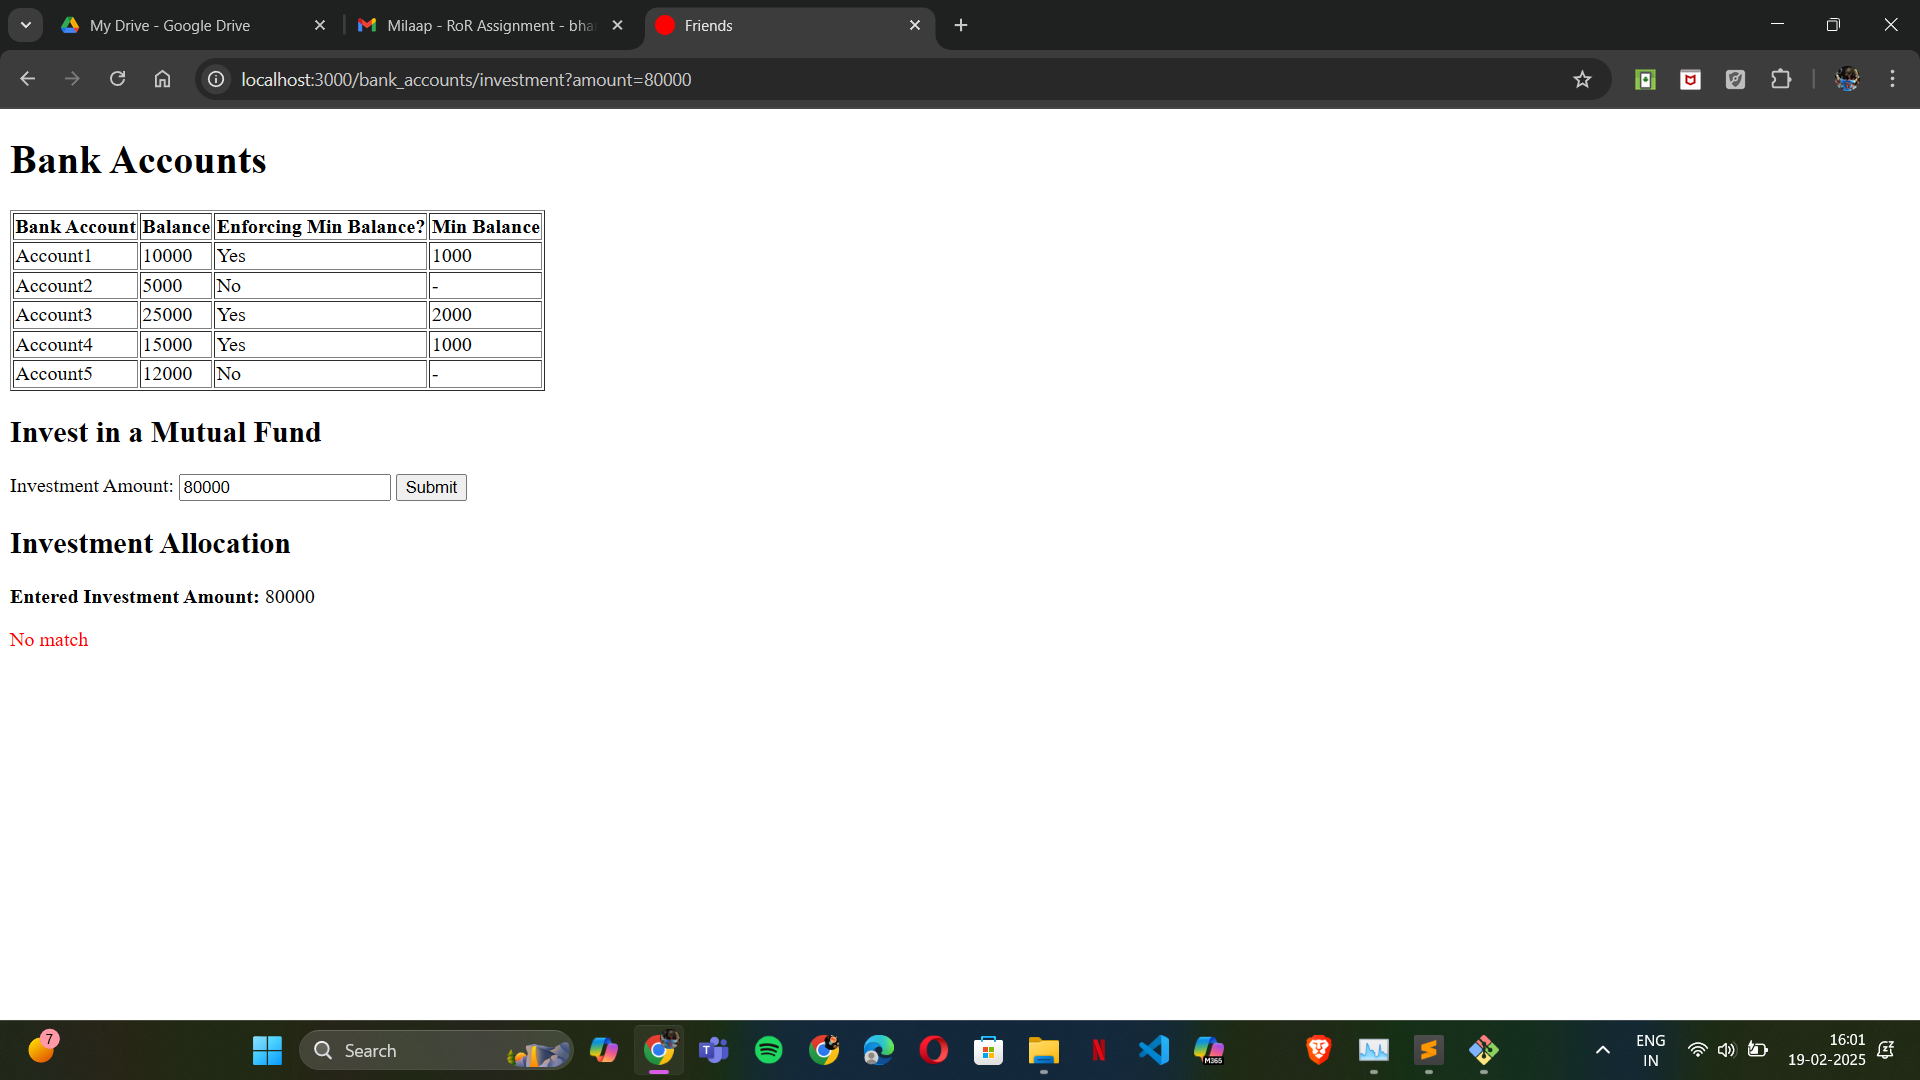 My Drive - Google Drive
Milaap - RoR Assignment - bha
Friends
localhost:3000/bank_accounts/investment?amount=80000
Bank Accounts
Bank Account Balance Enforcing Min Balance? Min Balance
Account1 10000 Yes 1000
Account2 5000 No -
Account3 25000 Yes 2000
Account4 15000 Yes 1000
Account5 12000 No -
Invest in a Mutual Fund
Investment Amount: 80000 Submit
Investment Allocation
Entered Investment Amount: 80000
No match
7
Search
M365
ENG
IN
16:01
19-02-2025